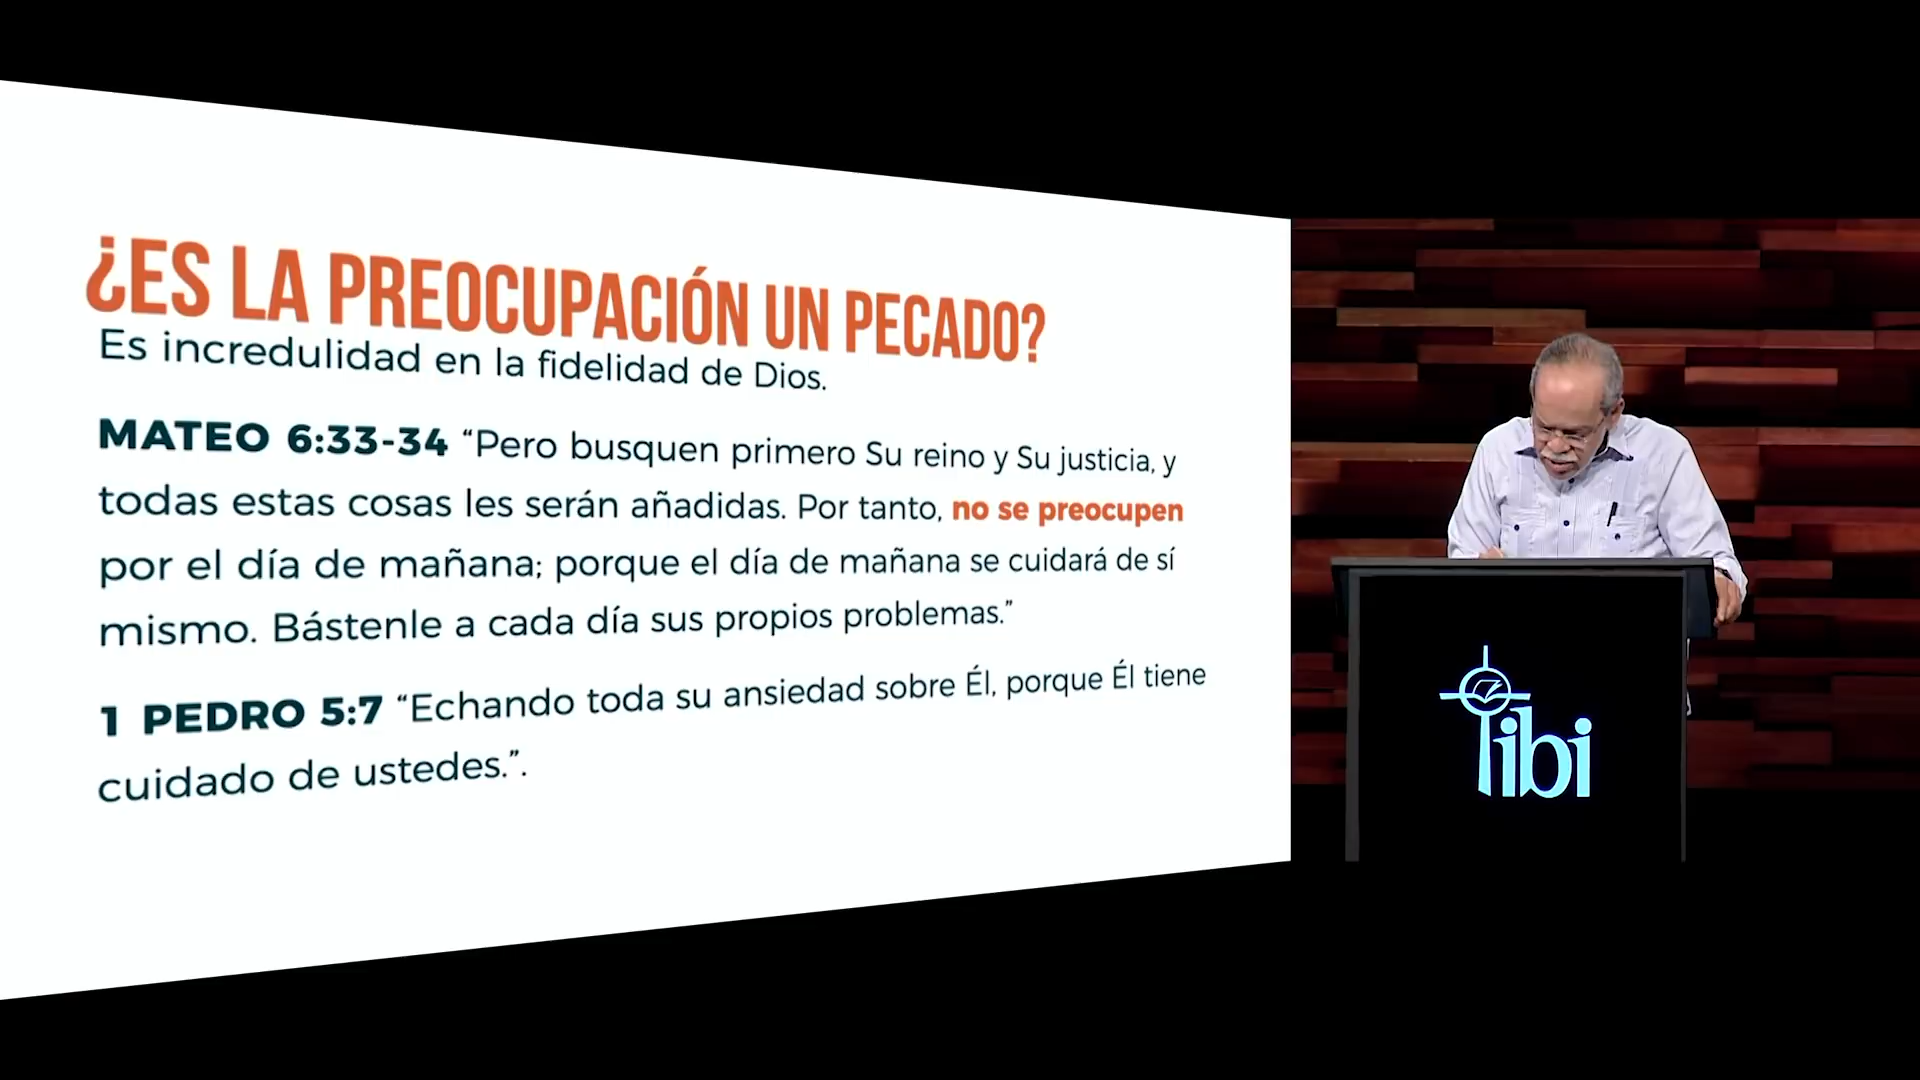 ¿ES LA PREOCUPACIÓN UN PECADO?
Es incredulidad en la fidelidad de Dios.
MATEO 6:33-34 “Pero busquen primero Su reino y Su justicia, y
todas estas cosas les serán añadidas. Por tanto, no se preocupen
por el día de mañana; porque el día de mañana se cuidará de sí
mismo. Bástenle a cada día sus propios problemas.”
1 PEDRO 5:7 “Echando toda su ansiedad sobre Él, porque Él tiene
cuidado de ustedes.”.
ibi